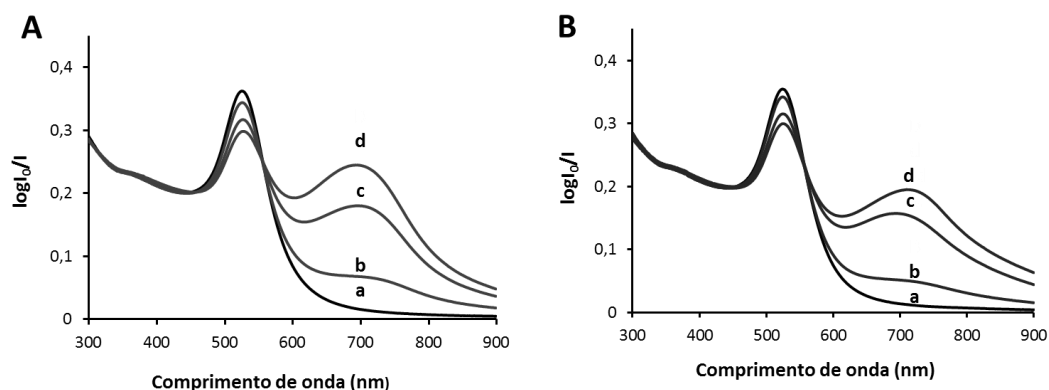 A
logI₀/I
0,4
0,3
0,2
0,1
0
d
c
b
a
300 400 500 600 700 800 900
Comprimento de onda (nm)
B
logI₀/I
0,4
0,3
0,2
0,1
0
d
c
b
a
300 400 500 600 700 800 900
Comprimento de onda (nm)